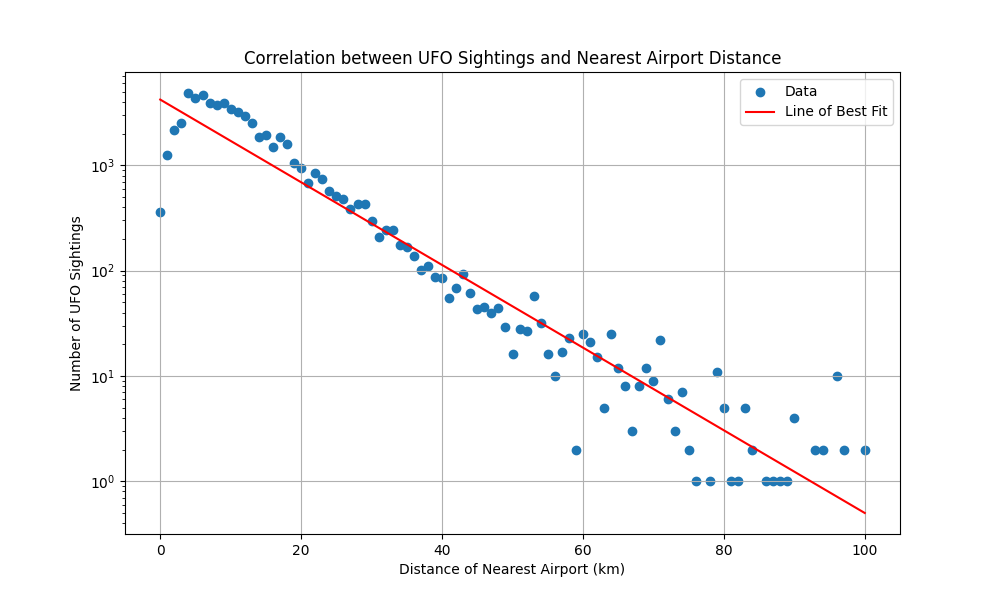 Correlation between UFO Sightings and Nearest Airport Distance
Data
Line of Best Fit
Number of UFO Sightings
10³
10²
10¹
10⁰
0 20 40 60 80 100
Distance of Nearest Airport (km)